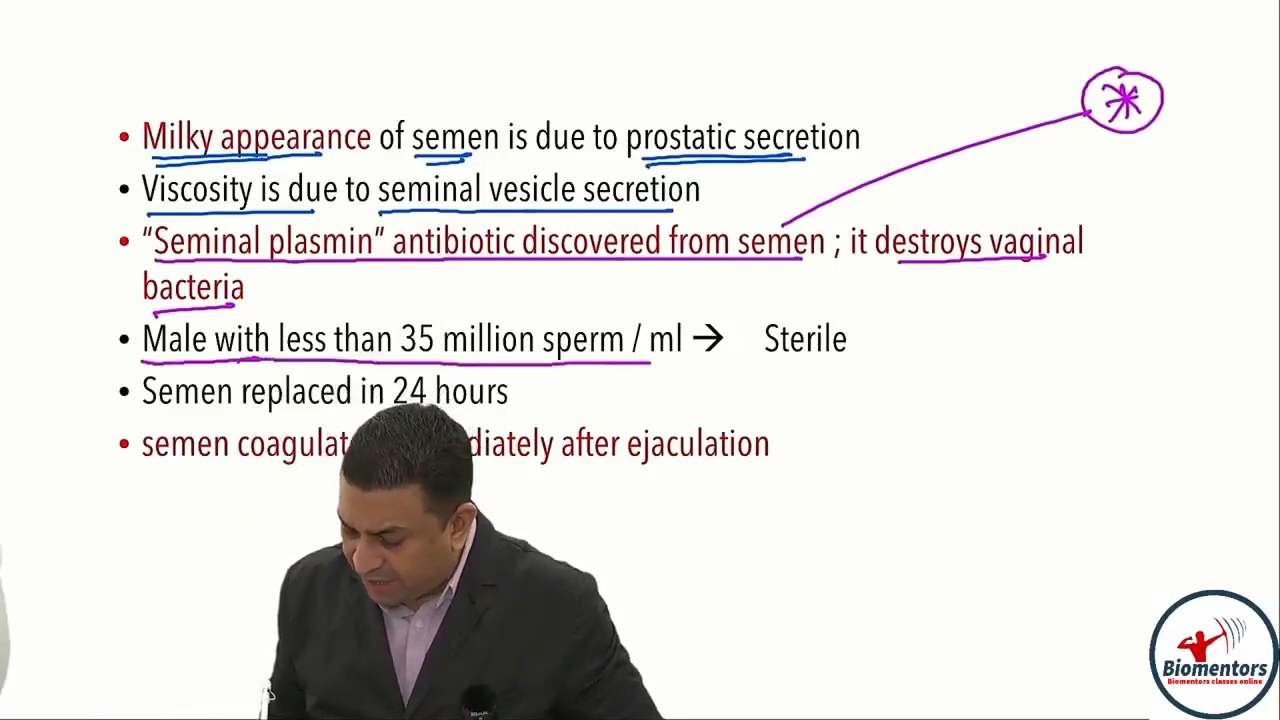 • Milky appearance of semen is due to prostatic secretion
• Viscosity is due to seminal vesicle secretion
• “Seminal plasmin” antibiotic discovered from semen ; it destroys vaginal
bacteria
• Male with less than 35 million sperm / ml → Sterile
• Semen replaced in 24 hours
• semen after ejaculation
Biomentors
Biomentors classes online